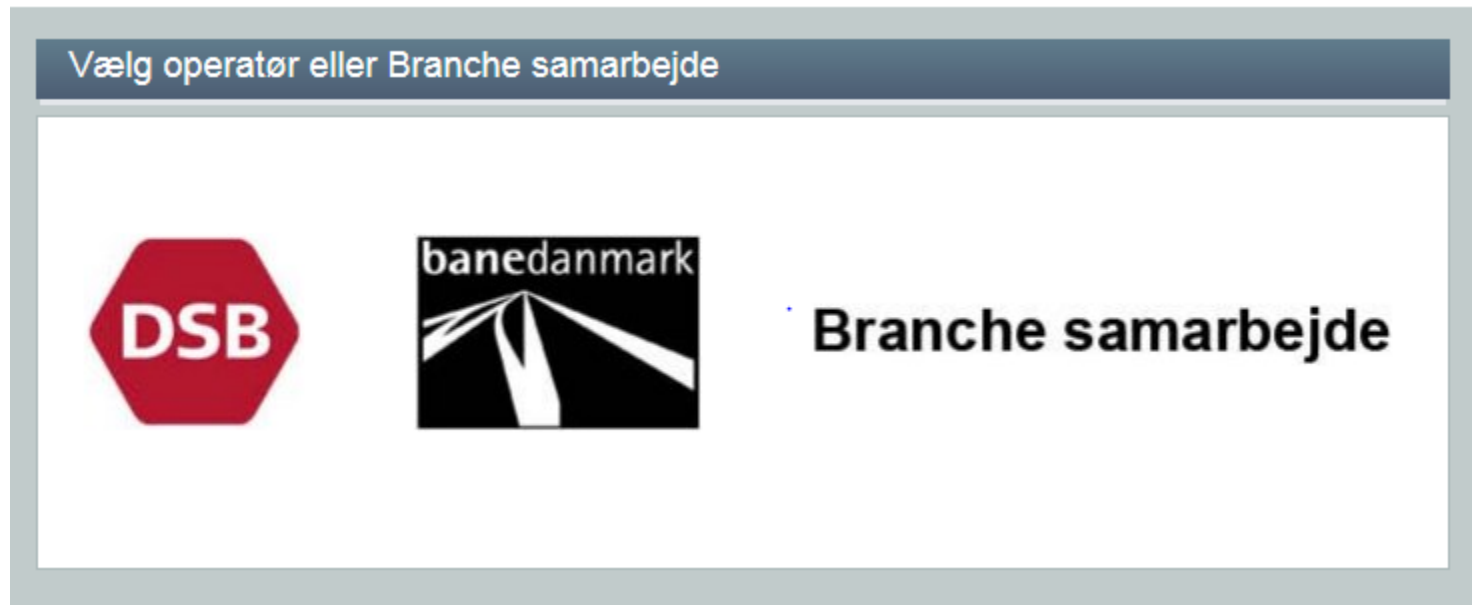 Vælg operatør eller Branche samarbejde
DSB
banedanmark
Branche samarbejde